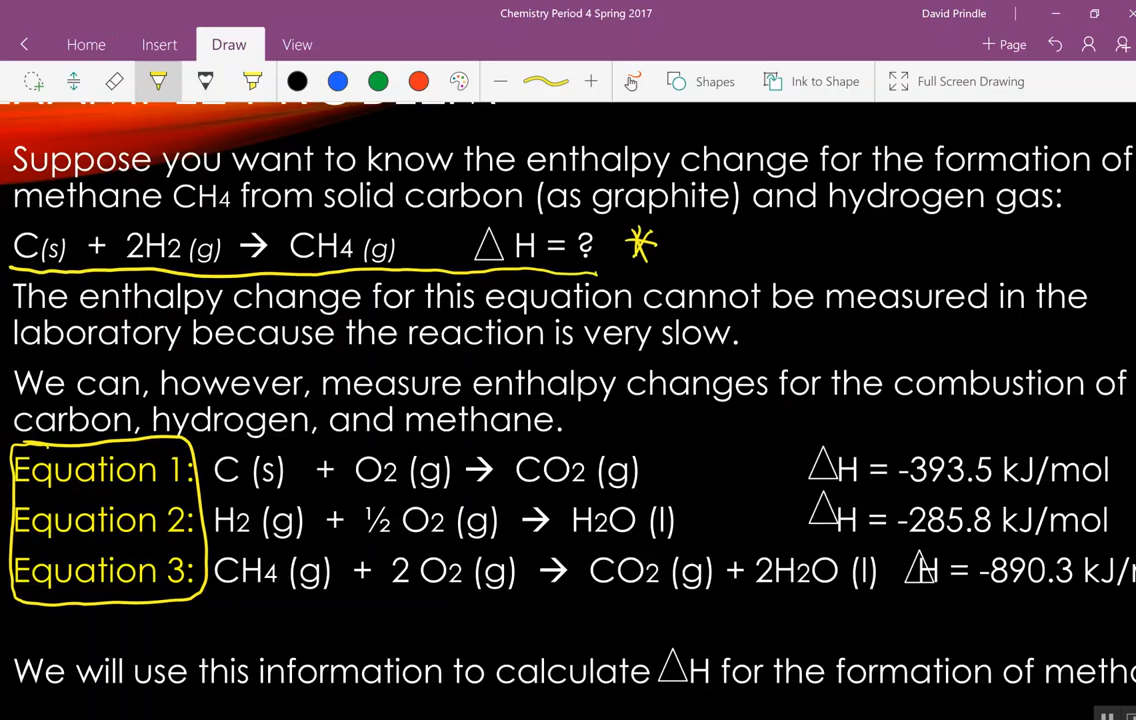 Chemistry Period 4 Spring 2017
David Prindle
Home Insert Draw View
+ Page
Shapes Ink to Shape Full Screen Drawing
Suppose you want to know the enthalpy change for the formation of
methane CH4 from solid carbon (as graphite) and hydrogen gas:
C(s) + 2H2 (g) → CH4 (g) △ H = ? *
The enthalpy change for this equation cannot be measured in the
laboratory because the reaction is very slow.
We can, however, measure enthalpy changes for the combustion of
carbon, hydrogen, and methane.
Equation 1: C (s) + O2 (g) → CO2 (g) △H = -393.5 kJ/mol
Equation 2: H2 (g) + ½ O2 (g) → H2O (l) △H = -285.8 kJ/mol
Equation 3: CH4 (g) + 2 O2 (g) → CO2 (g) + 2H2O (l) △H = -890.3 kJ/
We will use this information to calculate △H for the formation of